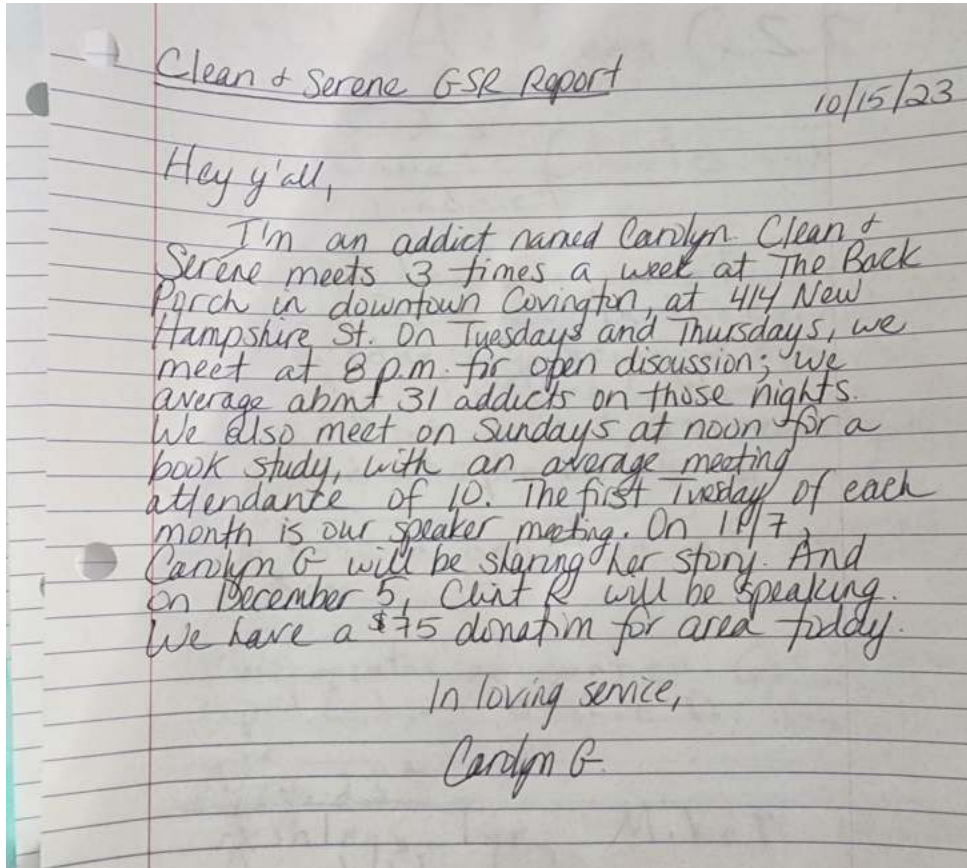 Clean & Serene GSR Report
10/15/23
Hey y'all,
I'm an addict named Carolyn. Clean &
Serene meets 3 times a week at The Back
Porch in downtown Covington, at 414 New
Hampshire St. On Tuesdays and Thursdays, we
meet at 8 p.m. for open discussion; we
average about 31 addicts on those nights.
We also meet on Sundays at noon for a
book study, with an average meeting
attendance of 10. The first Tuesday of each
month is our speaker meeting. On 11/7,
Carolyn G will be sharing her story. And
on December 5, Clint R will be speaking.
We have a $75 donation for area today.
In loving service,
Carolyn G.